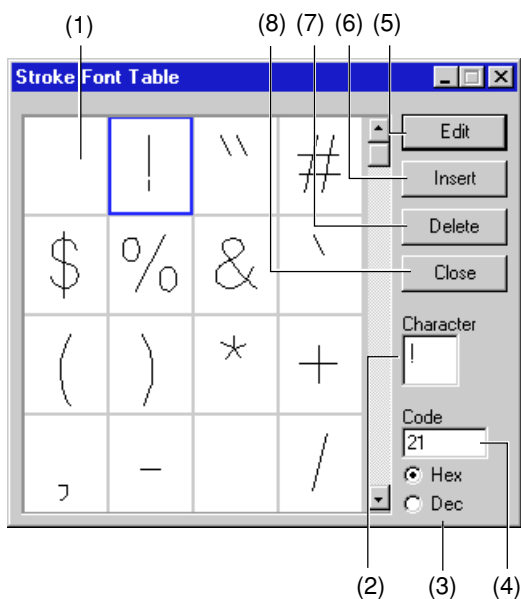 (1) (8) (7) (6) (5)
Stroke Font Table
! \\ # Edit
Insert
$ % & \ Delete
Close
Character
( ) * + !
Code
21
, - / Hex
Dec
(2) (3) (4)